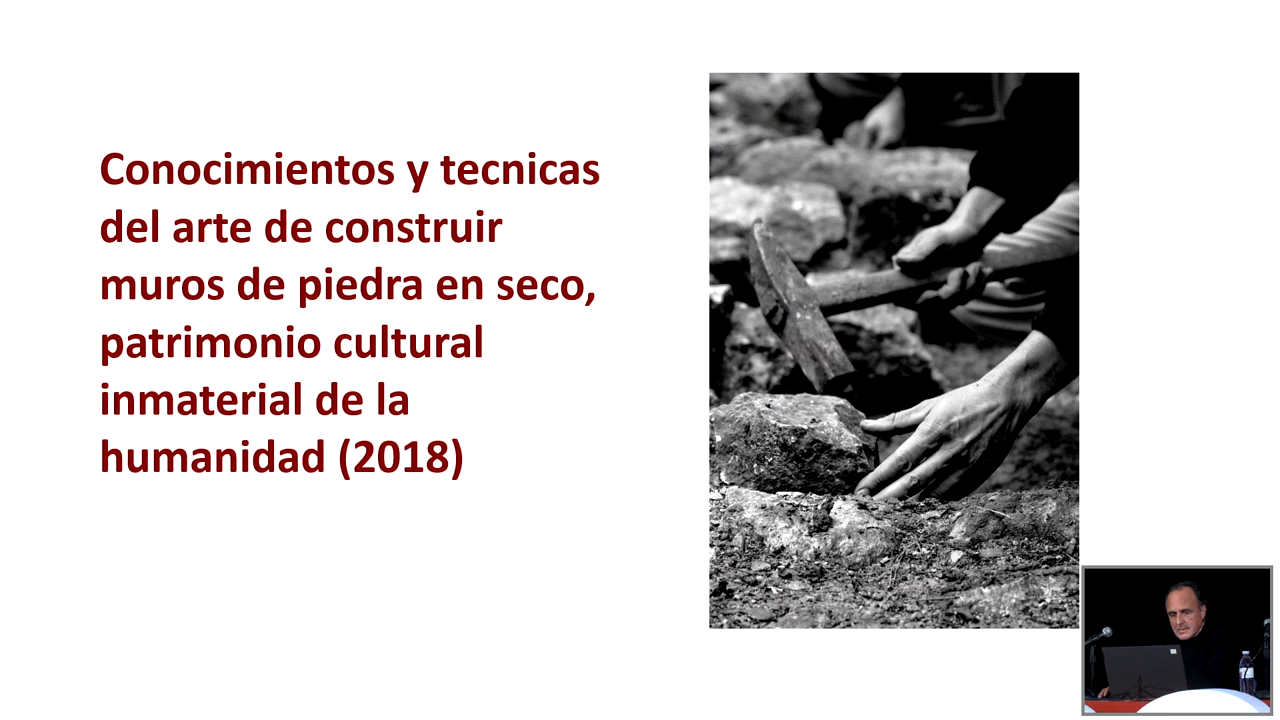 Conocimientos y tecnicas
del arte de construir
muros de piedra en seco,
patrimonio cultural
inmaterial de la
humanidad (2018)